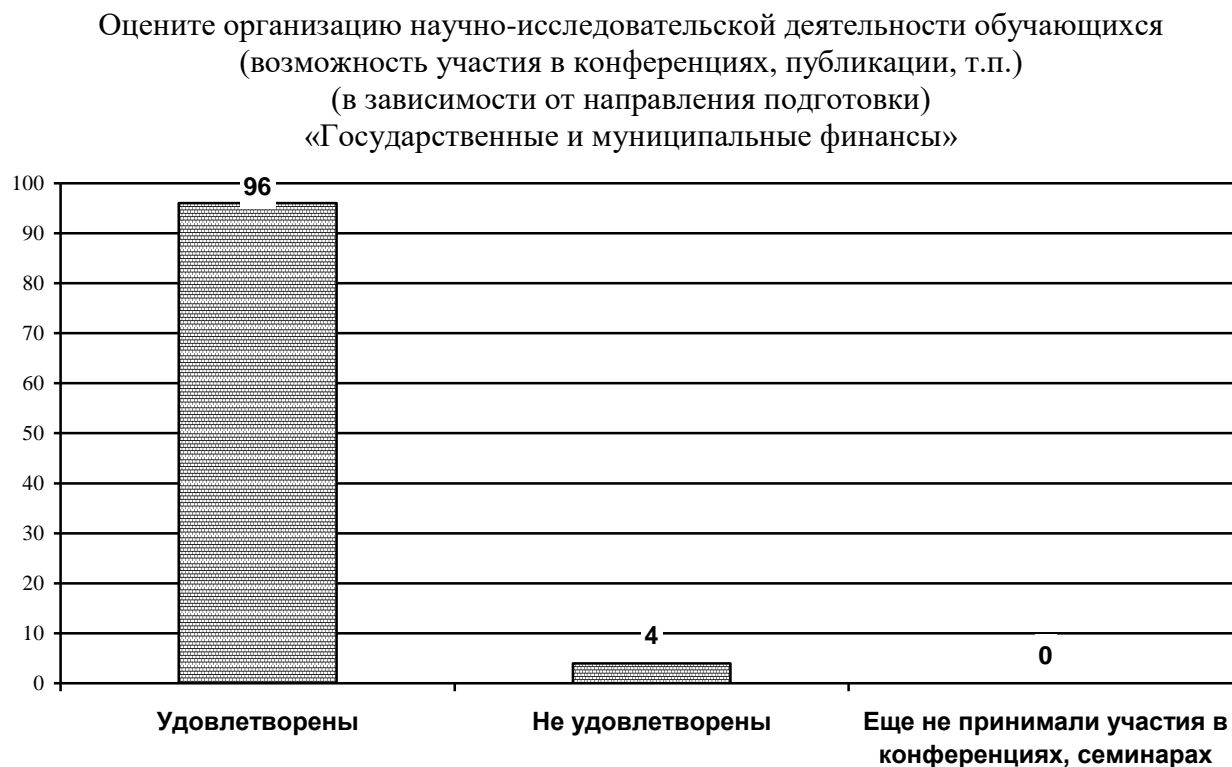 Оцените организацию научно-исследовательской деятельности обучающихся
(возможность участия в конференциях, публикации, т.п.)
(в зависимости от направления подготовки)
«Государственные и муниципальные финансы»
100
96
90
80
70
60
50
40
30
20
10
4
0
0
Удовлетворены
Не удовлетворены
Еще не принимали участия в
конференциях, семинарах